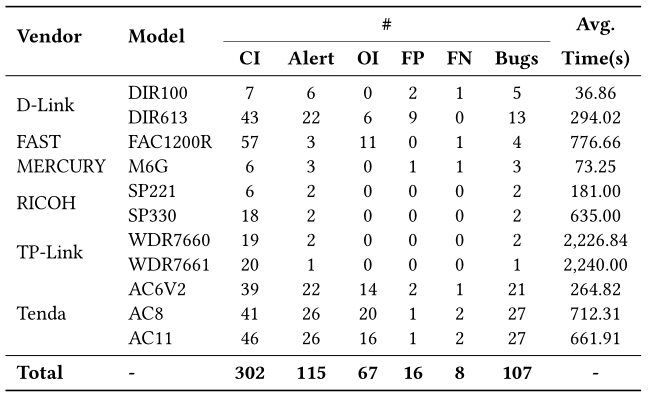 Vendor Model # Avg.
CI Alert OI FP FN Bugs Time(s)
D-Link DIR100 7 6 0 2 1 5 36.86
DIR613 43 22 6 9 0 13 294.02
FAST FAC1200R 57 3 11 0 1 4 776.66
MERCURY M6G 6 3 0 1 1 3 73.25
RICOH SP221 6 2 0 0 0 2 181.00
SP330 18 2 0 0 0 2 635.00
TP-Link WDR7660 19 2 0 0 0 2 2,226.84
WDR7661 20 1 0 0 0 1 2,240.00
Tenda AC6V2 39 22 14 2 1 21 264.82
AC8 41 26 20 1 2 27 712.31
AC11 46 26 16 1 2 27 661.91
Total - 302 115 67 16 8 107 -